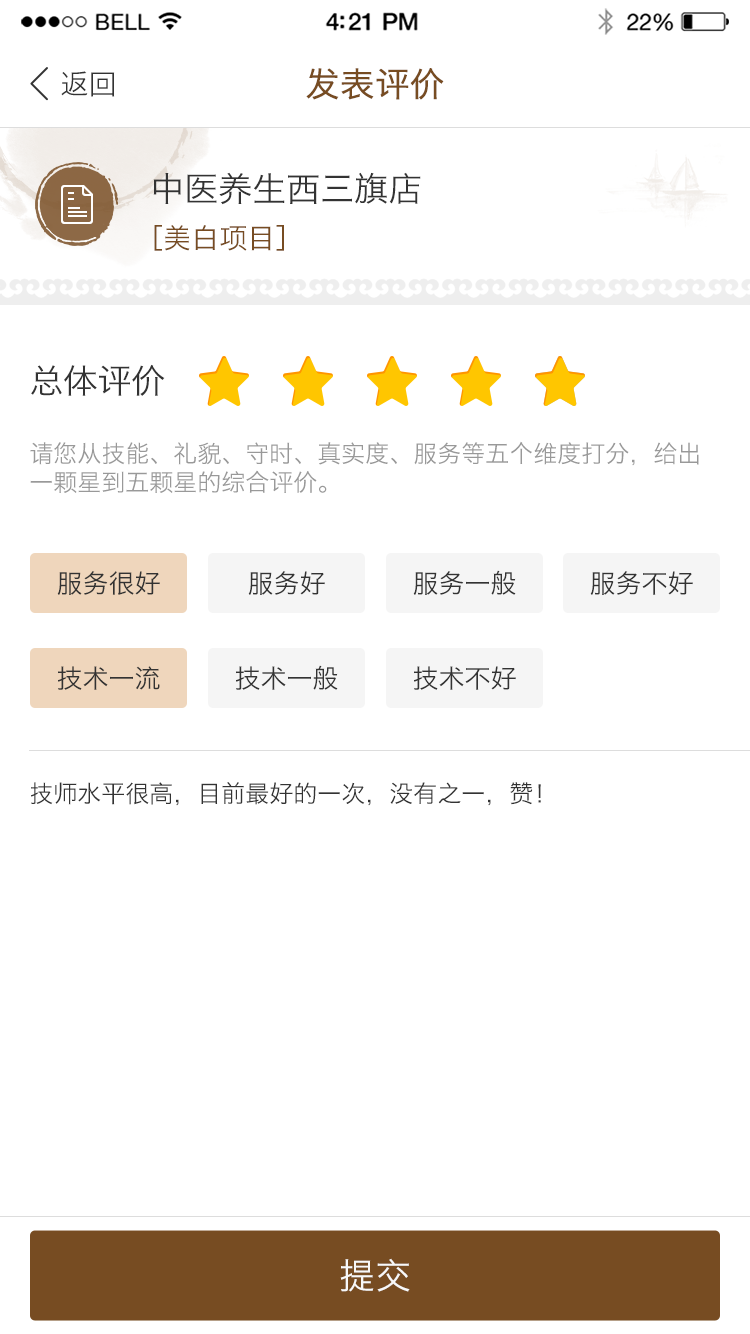 BELL 4:21 PM 22%
返回 发表评价
中医养生西三旗店
[美白项目]
总体评价
请您从技能、礼貌、守时、真实度、服务等五个维度打分，给出
一颗星到五颗星的综合评价。
服务很好 服务好 服务一般 服务不好
技术一流 技术一般 技术不好
技师水平很高，目前最好的一次，没有之一，赞！
提交